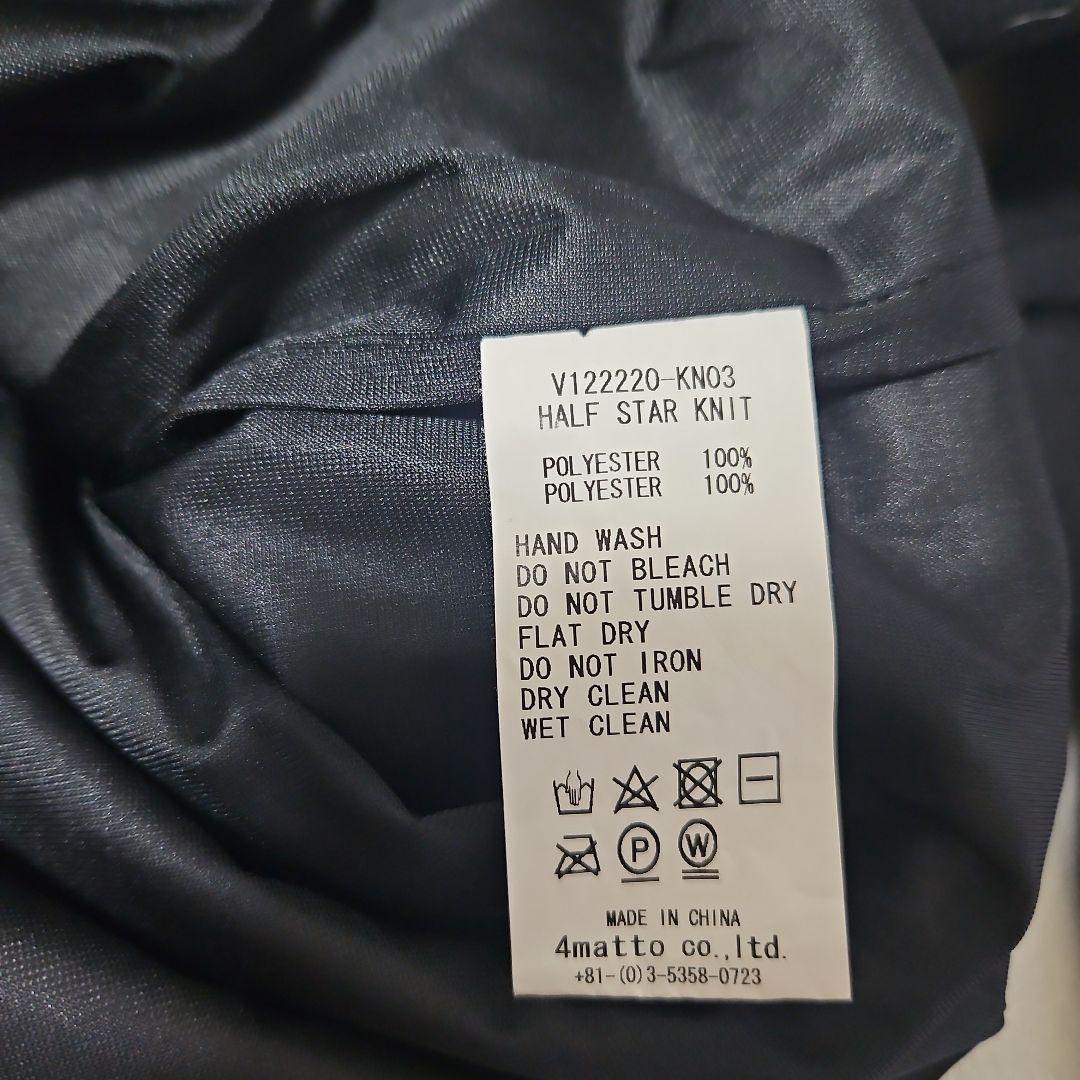 V122220-KN03
HALF STAR KNIT
POLYESTER 100%
POLYESTER 100%
HAND WASH
DO NOT BLEACH
DO NOT TUMBLE DRY
FLAT DRY
DO NOT IRON
DRY CLEAN
WET CLEAN
P W
MADE IN CHINA
4matto co.,ltd.
+81-(0)3-5358-0723